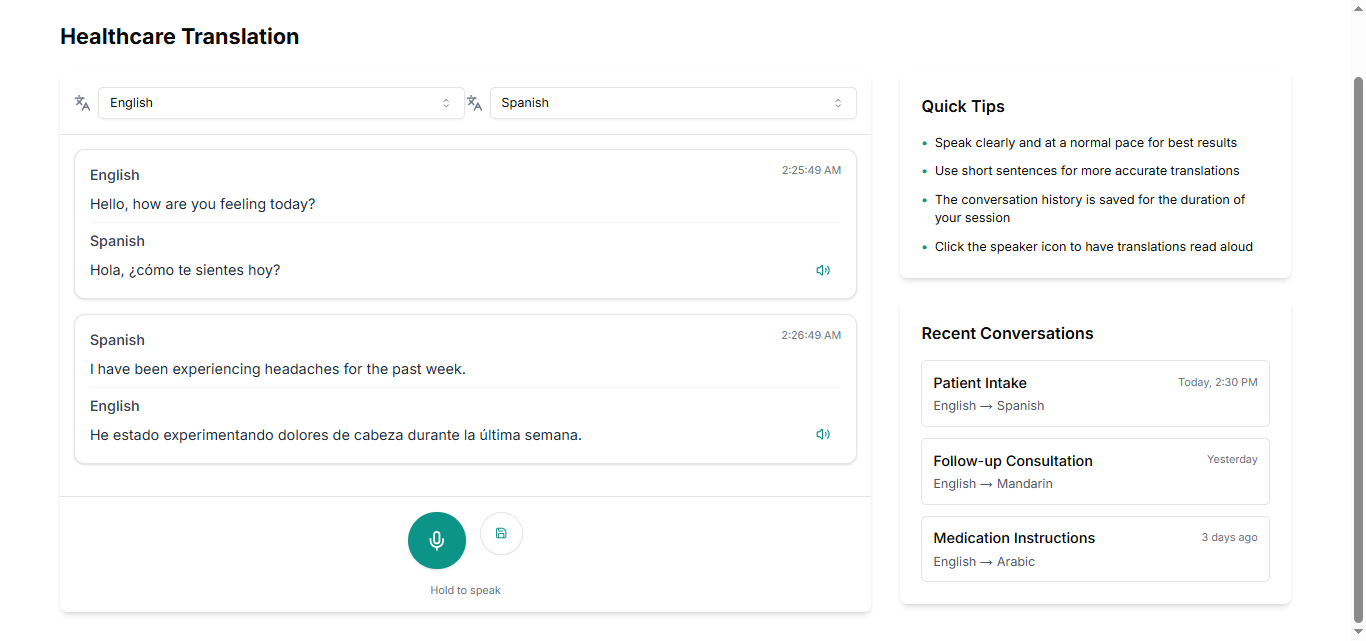 Healthcare Translation
English
Spanish
English
2:25:49 AM
Hello, how are you feeling today?
Spanish
Hola, ¿cómo te sientes hoy?
Spanish
2:26:49 AM
I have been experiencing headaches for the past week.
English
He estado experimentando dolores de cabeza durante la última semana.
Hold to speak
Quick Tips
• Speak clearly and at a normal pace for best results
• Use short sentences for more accurate translations
• The conversation history is saved for the duration of
your session
• Click the speaker icon to have translations read aloud
Recent Conversations
Patient Intake
Today, 2:30 PM
English → Spanish
Follow-up Consultation
Yesterday
English → Mandarin
Medication Instructions
3 days ago
English → Arabic